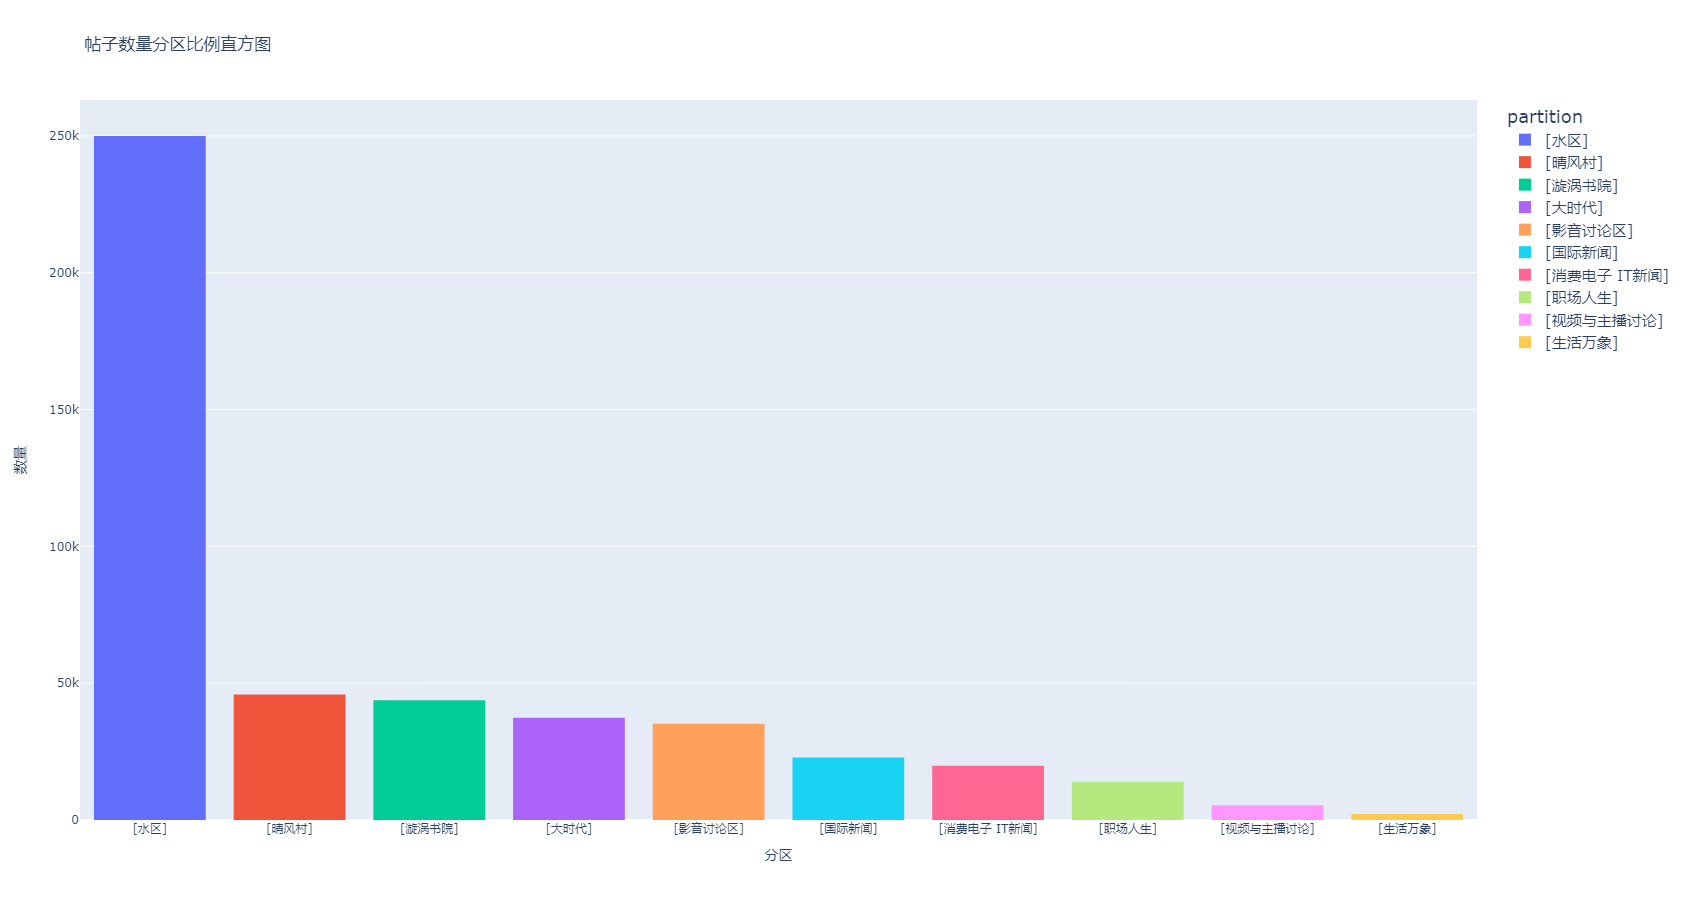 帖子数量分区比例直方图
partition
[水区]
[晴风村]
[漩涡书院]
[大时代]
[影音讨论区]
[国际新闻]
[消费电子 IT新闻]
[职场人生]
[视频与主播讨论]
[生活万象]
250k
200k
150k
100k
50k
0
数量
[水区]
[晴风村]
[漩涡书院]
[大时代]
[影音讨论区]
[国际新闻]
[消费电子 IT新闻]
[职场人生]
[视频与主播讨论]
[生活万象]
分区